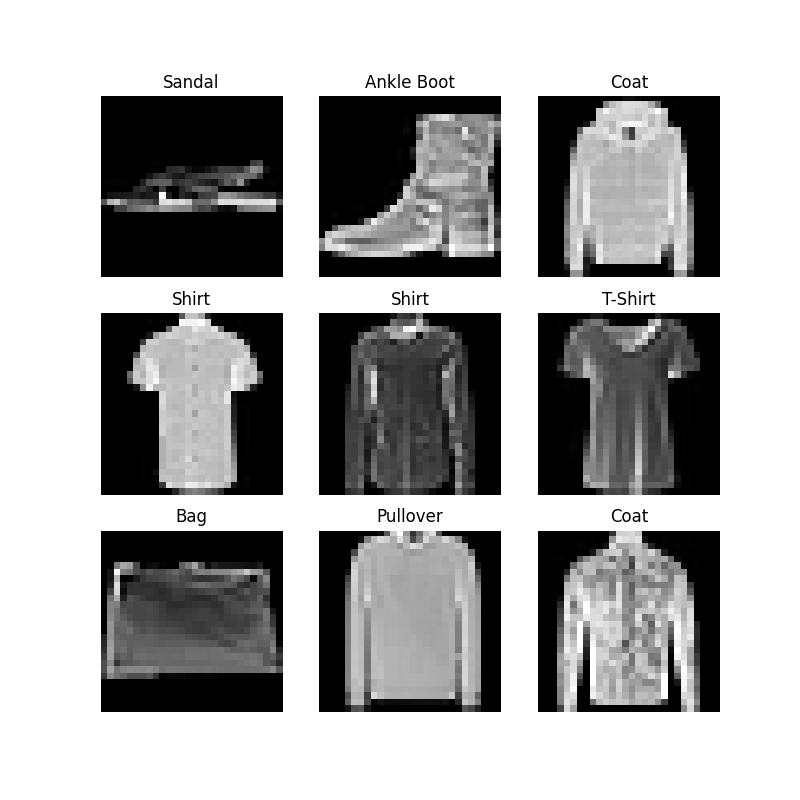 Sandal
Ankle Boot
Coat
Shirt
Shirt
T-Shirt
Bag
Pullover
Coat